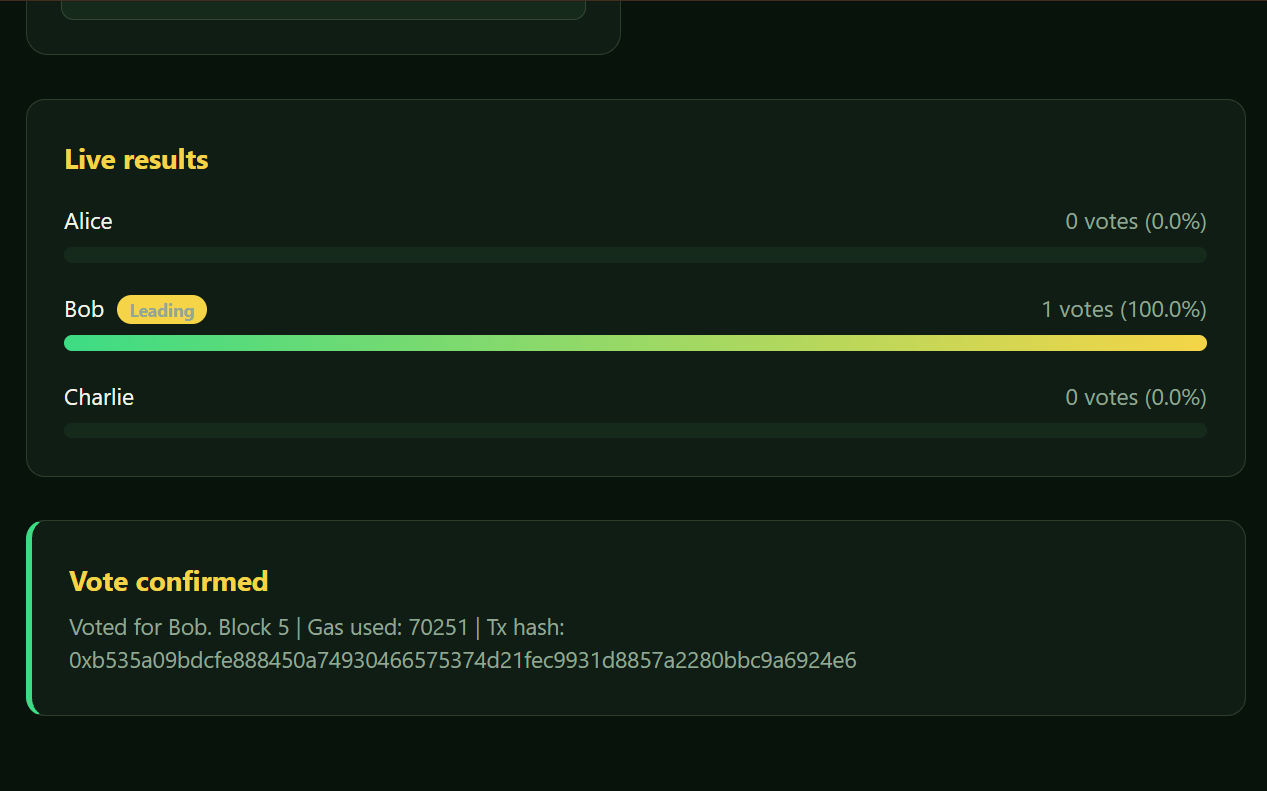 Live results
Alice 0 votes (0.0%)
Bob Leading 1 votes (100.0%)
Charlie 0 votes (0.0%)
Vote confirmed
Voted for Bob. Block 5 | Gas used: 70251 | Tx hash:
0xb535a09bdcfe888450a74930466575374d21fec9931d8857a2280bbc9a6924e6